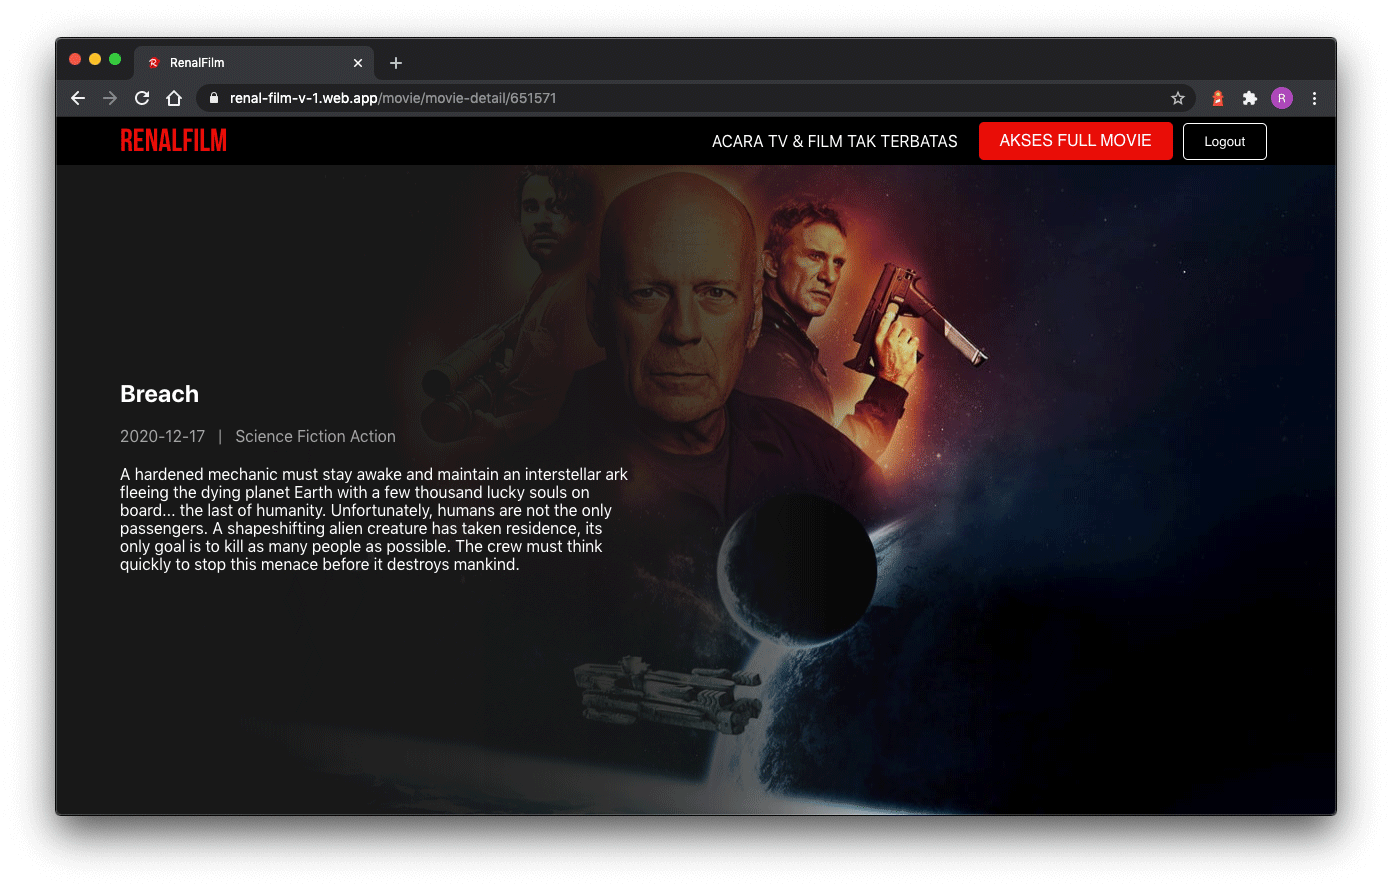 RenalFilm
renal-film-v-1.web.app/movie/movie-detail/651571
R
RENALFILM
ACARA TV & FILM TAK TERBATAS
AKSES FULL MOVIE
Logout
Breach
2020-12-17 | Science Fiction Action
A hardened mechanic must stay awake and maintain an interstellar ark
fleeing the dying planet Earth with a few thousand lucky souls on
board... the last of humanity. Unfortunately, humans are not the only
passengers. A shapeshifting alien creature has taken residence, its
only goal is to kill as many people as possible. The crew must think
quickly to stop this menace before it destroys mankind.